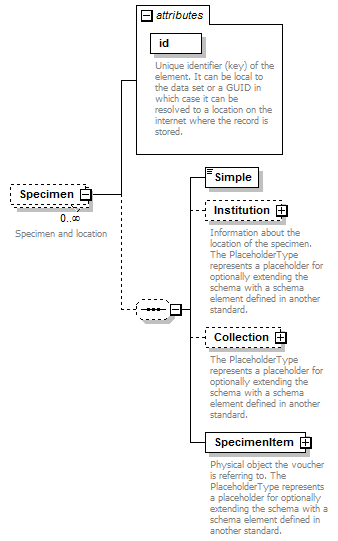 attributes
id
Unique identifier (key) of the
element. It can be local to
the data set or a GUID in
which case it can be
resolved to a location on the
internet where the record is
stored.
Specimen
0..∞
Specimen and location
Simple
Institution
Information about the
location of the specimen.
The PlaceholderType
represents a placeholder for
optionally extending the
schema with a schema
element defined in another
standard.
Collection
The PlaceholderType
represents a placeholder for
optionally extending the
schema with a schema
element defined in another
standard.
SpecimenItem
Physical object the voucher
is referring to. The
PlaceholderType represents
a placeholder for optionally
extending the schema with a
schema element defined in
another standard.